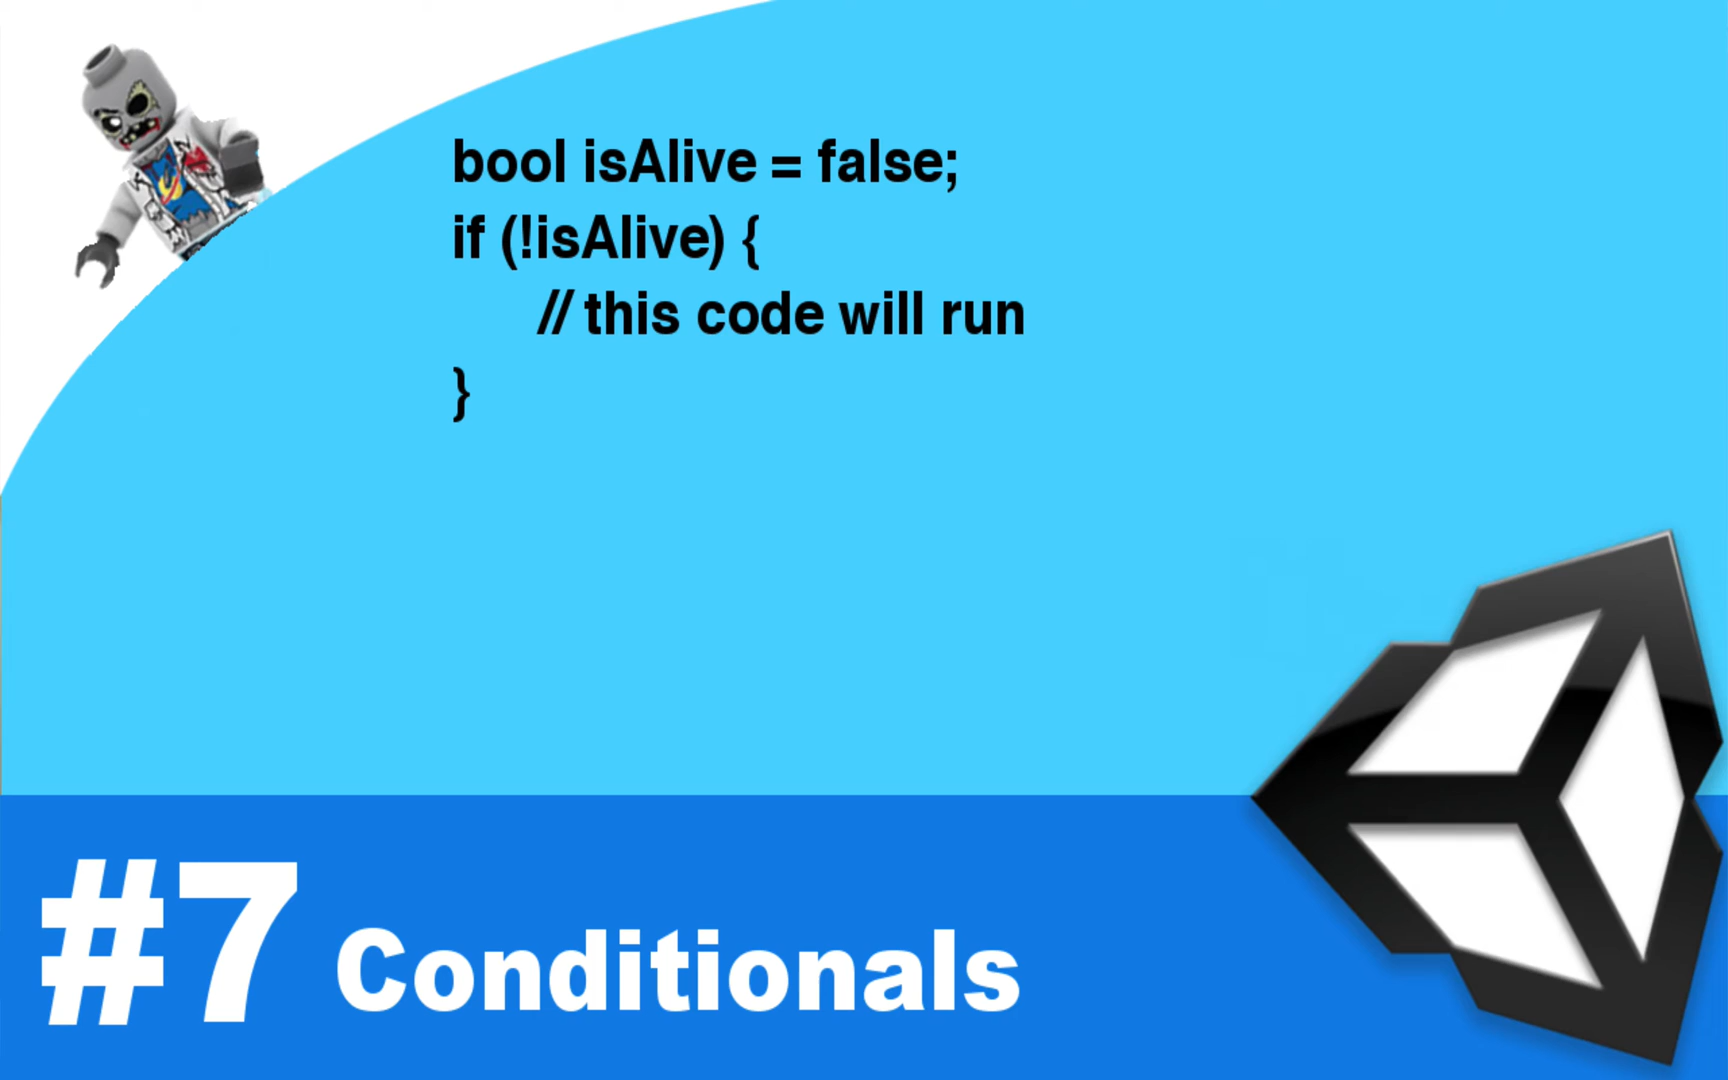 bool isAlive = false;
if (!isAlive) {
// this code will run
}
#7 Conditionals